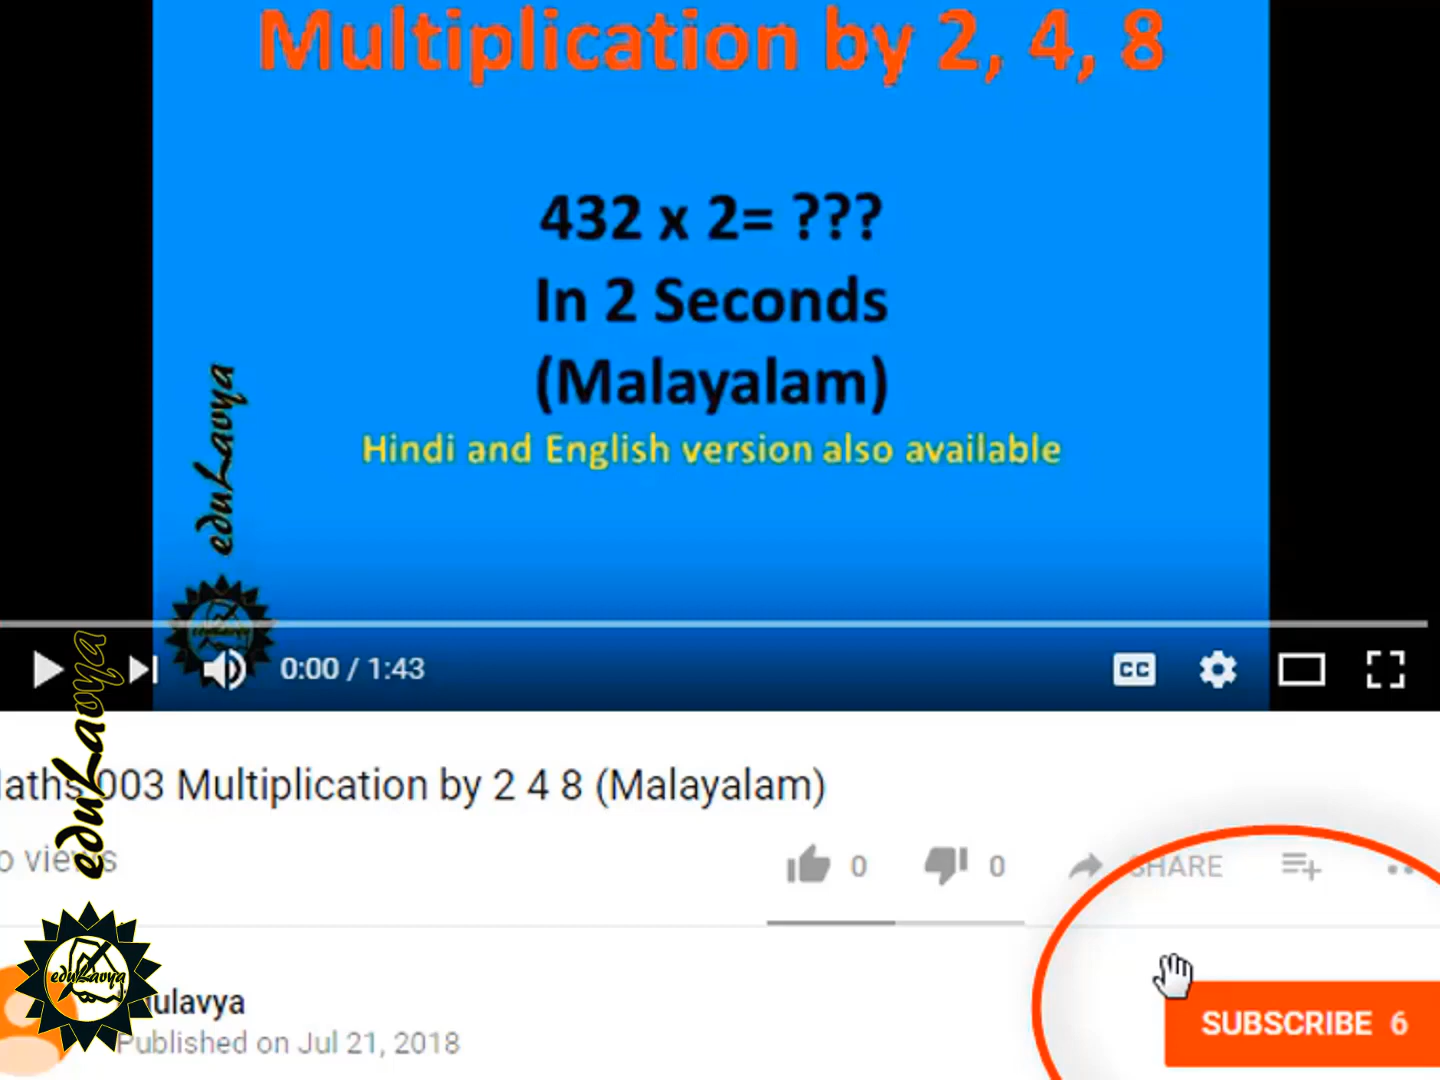 Multiplication by 2, 4, 8
432 x 2= ???
In 2 Seconds
(Malayalam)
Hindi and English version also available
eduLavya
0:00 / 1:43
CC
eduLavya
003 Multiplication by 2 4 8 (Malayalam)
views
0
0
SHARE
eduLavya
Published on Jul 21, 2018
SUBSCRIBE 6